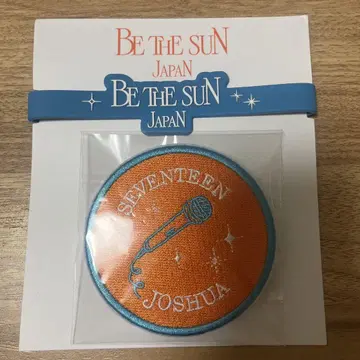 BE THE SUN
JAPAN
BE THE SUN
JAPAN
SEVENTEEN
JOSHUA